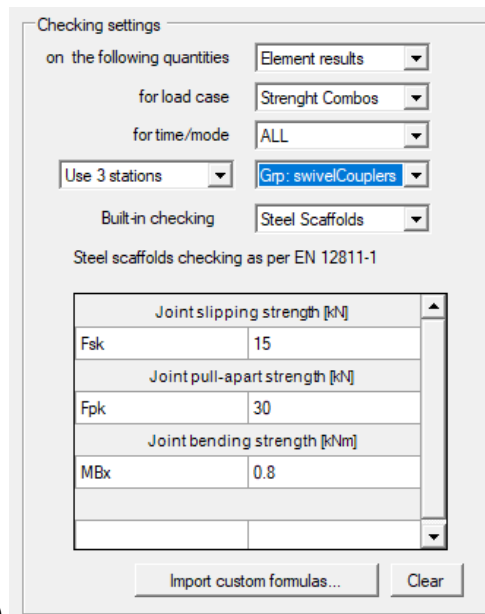 Checking settings
on the following quantities Element results
for load case Strenght Combos
for time/mode ALL
Use 3 stations Grp: swivelCouplers
Built-in checking Steel Scaffolds
Steel scaffolds checking as per EN 12811-1
Joint slipping strength [kN]
Fsk 15
Joint pull-apart strength [kN]
Fpk 30
Joint bending strength [kNm]
MBx 0.8
Import custom formulas... Clear